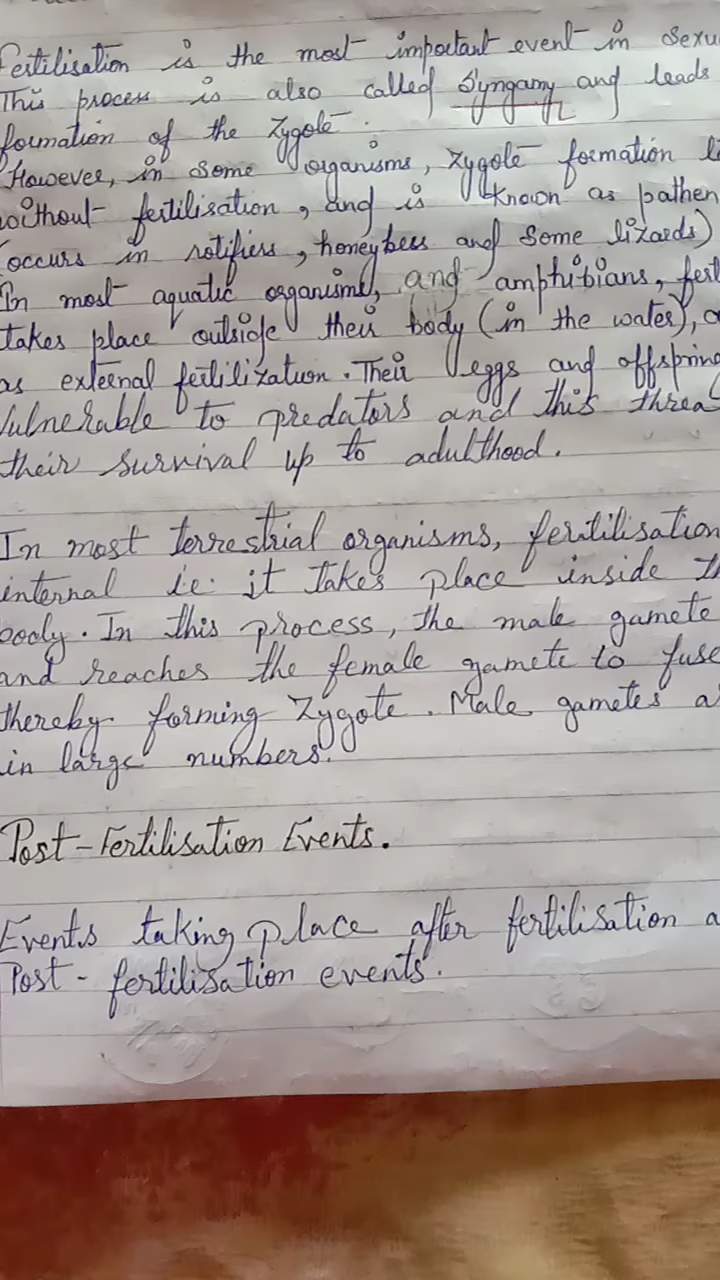 Fertilisation is the most important event in sexu
This process is also called Syngamy and leads
formation of the Zygote.
However, in some organisms, zygote formation
without fertilisation, and is known as pathen
(occurs in rotifiers, honeybess and some lizards)
In most aquatic organisms, and amphibians, fert
takes place outside their body (in the water),
as external fertilization. Their eggs and offspring
Vulnerable to predators and this threa
their survival up to adulthood.
In most terrestrial organisms, fertilisation
internal i.e. it takes place inside th
body. In this process, the male gamete
and reaches the female gamete to fuse
thereby forming Zygote. Male gametes a
in large numbers.
Post-Fertilisation Events.
Events taking place after fertilisation a
Post-fertilisation events.